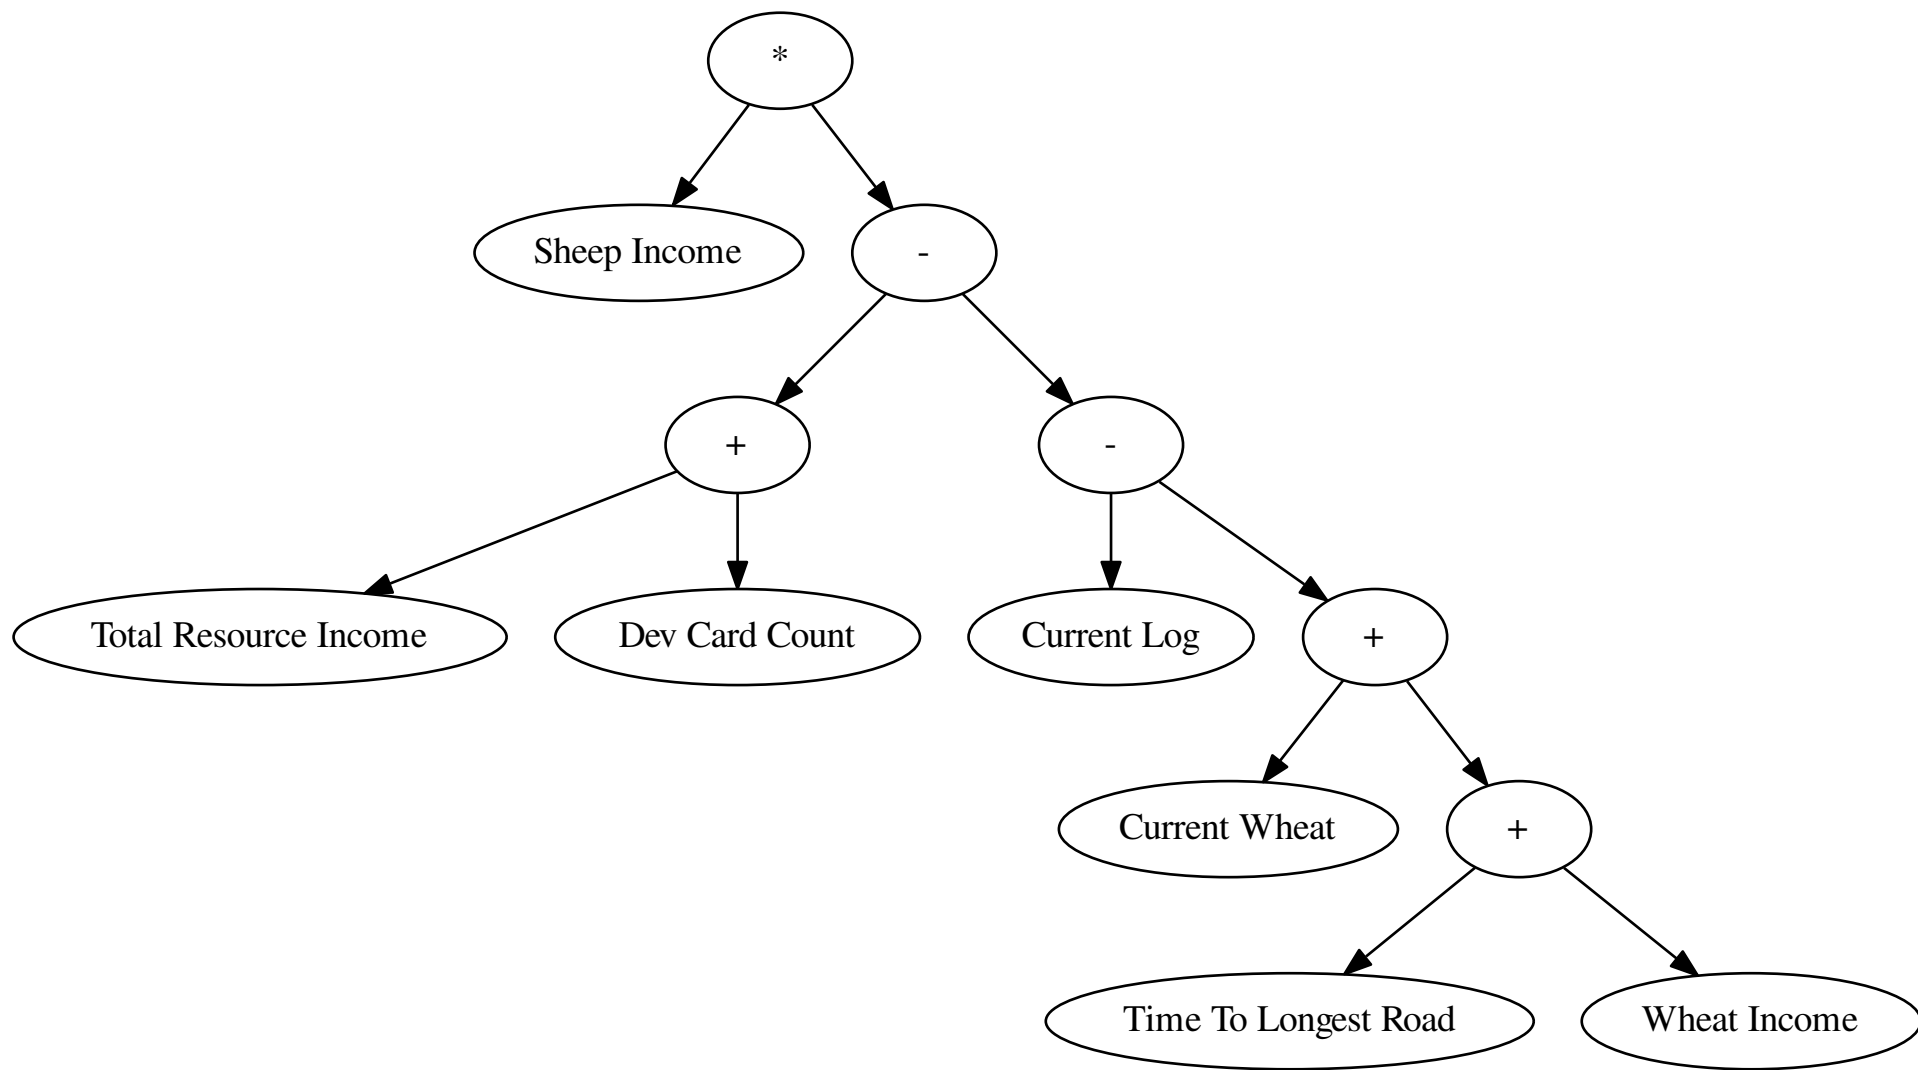 *
Sheep Income
-
+
-
Total Resource Income
Dev Card Count
Current Log
+
Current Wheat
+
Time To Longest Road
Wheat Income